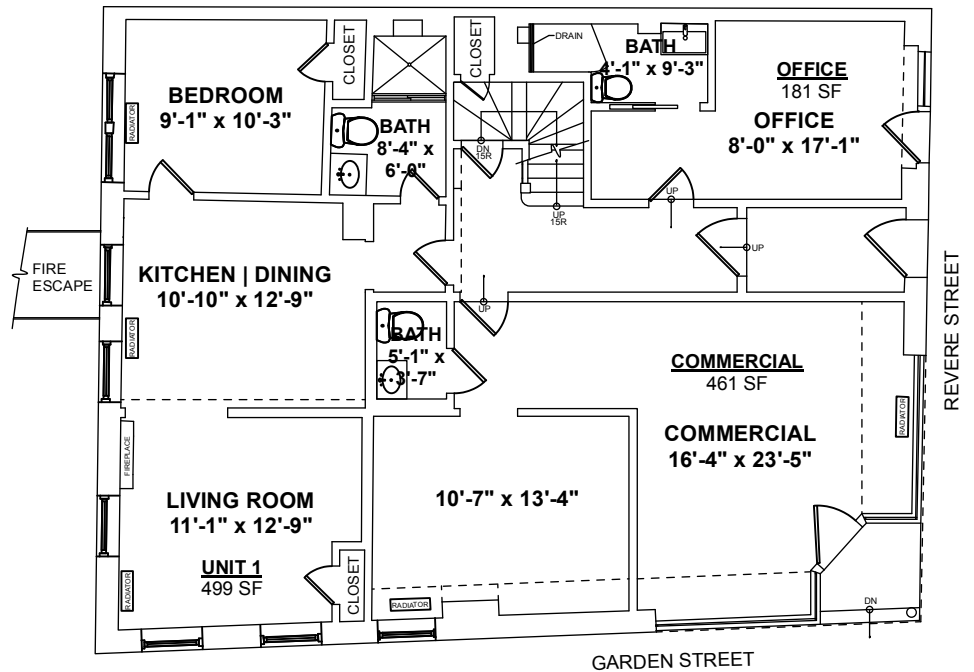 CLOSET
BEDROOM
9'-1" x 10'-3"
RADIATOR
BATH
8'-4" x
6'-0"
CLOSET
DRAIN
BATH
4'-1" x 9'-3"
OFFICE
181 SF
OFFICE
8'-0" x 17'-1"
DN
15R
UP
15R
UP
UP
UP
FIRE
ESCAPE
KITCHEN | DINING
10'-10" x 12'-9"
RADIATOR
BATH
5'-1" x
3'-7"
COMMERCIAL
461 SF
COMMERCIAL
16'-4" x 23'-5"
RADIATOR
REVERE STREET
FIREPLACE
LIVING ROOM
11'-1" x 12'-9"
UNIT 1
499 SF
RADIATOR
CLOSET
10'-7" x 13'-4"
RADIATOR
DN
GARDEN STREET